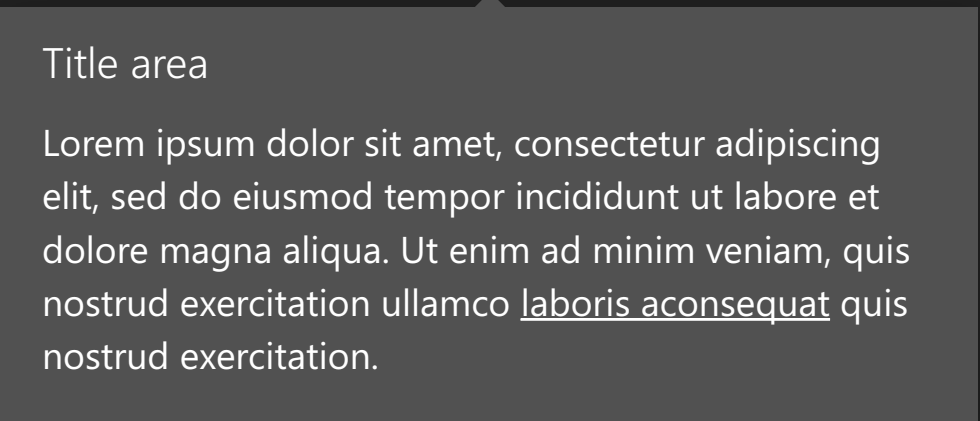 Title area
Lorem ipsum dolor sit amet, consectetur adipiscing
elit, sed do eiusmod tempor incididunt ut labore et
dolore magna aliqua. Ut enim ad minim veniam, quis
nostrud exercitation ullamco laboris aconsequat quis
nostrud exercitation.